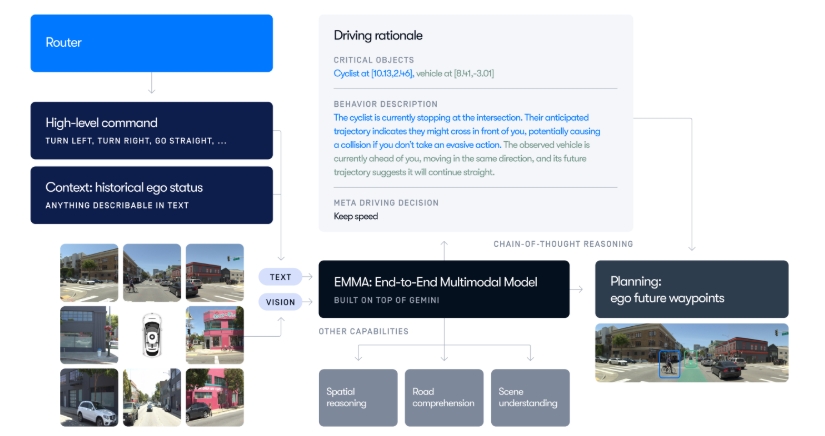 Router
High-level command
TURN LEFT, TURN RIGHT, GO STRAIGHT, ...
Context: historical ego status
ANYTHING DESCRIBABLE IN TEXT
Driving rationale
CRITICAL OBJECTS
Cyclist at [10.13,2.46], vehicle at [8.41,-3.01]
BEHAVIOR DESCRIPTION
The cyclist is currently stopping at the intersection. Their anticipated
trajectory indicates they might cross in front of you, potentially causing
a collision if you don't take an evasive action. The observed vehicle is
currently ahead of you, moving in the same direction, and its future
trajectory suggests it will continue straight.
META DRIVING DECISION
Keep speed
CHAIN-OF-THOUGHT REASONING
TEXT
VISION
EMMA: End-to-End Multimodal Model
BUILT ON TOP OF GEMINI
Planning:
ego future waypoints
OTHER CAPABILITIES
Spatial
reasoning
Road
comprehension
Scene
understanding